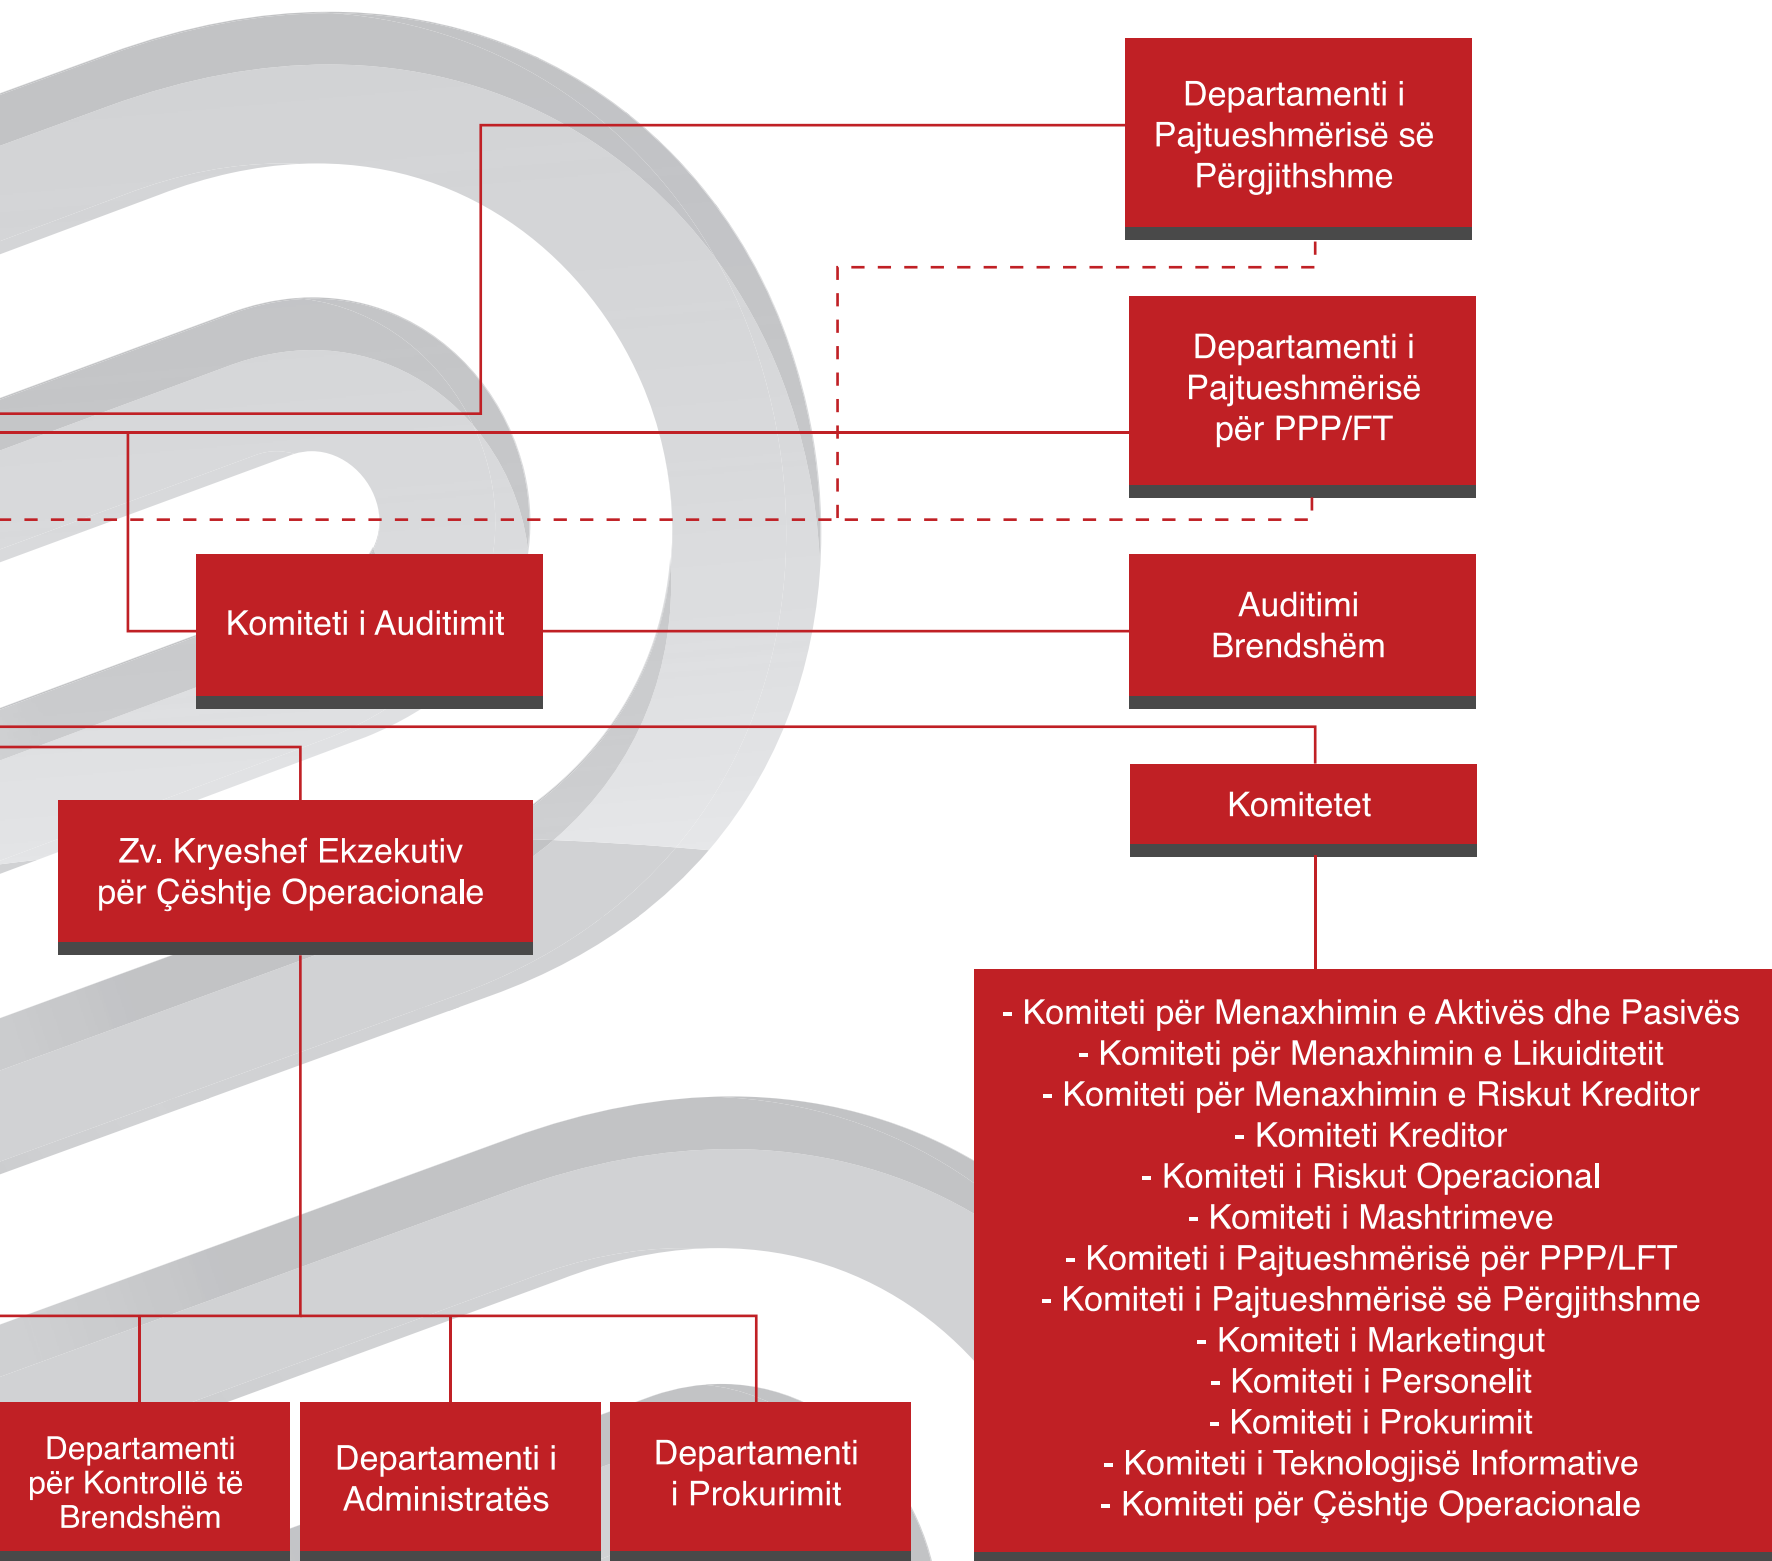 Departamenti i
Pajtueshmërisë së
Përgjithshme
Departamenti i
Pajtueshmërisë
për PPP/FT
Komiteti i Auditimit
Auditimi
Brendshëm
Komitetet
Zv. Kryeshef Ekzekutiv
për Çështje Operacionale
- Komiteti për Menaxhimin e Aktivës dhe Pasivës
- Komiteti për Menaxhimin e Likuiditetit
- Komiteti për Menaxhimin e Riskut Kreditor
- Komiteti Kreditor
- Komiteti i Riskut Operacional
- Komiteti i Mashtrimeve
- Komiteti i Pajtueshmërisë për PPP/LFT
- Komiteti i Pajtueshmërisë së Përgjithshme
- Komiteti i Marketingut
- Komiteti i Personelit
- Komiteti i Prokurimit
- Komiteti i Teknologjisë Informative
- Komiteti për Çështje Operacionale
Departamenti
për Kontrollë të
Brendshëm
Departamenti i
Administratës
Departamenti
i Prokurimit